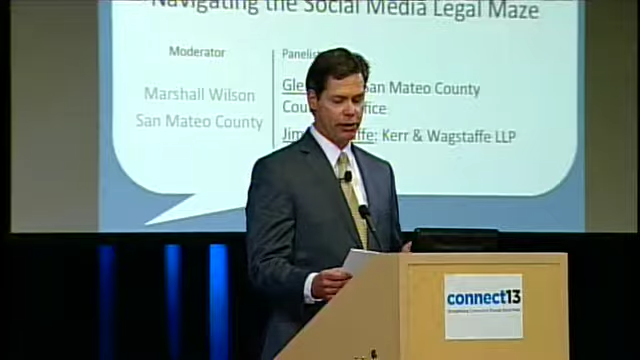 Navigating the Social Media Legal Maze
Moderator
Marshall Wilson
San Mateo County
San Mateo County
Kerr & Wagstaffe LLP
connect13